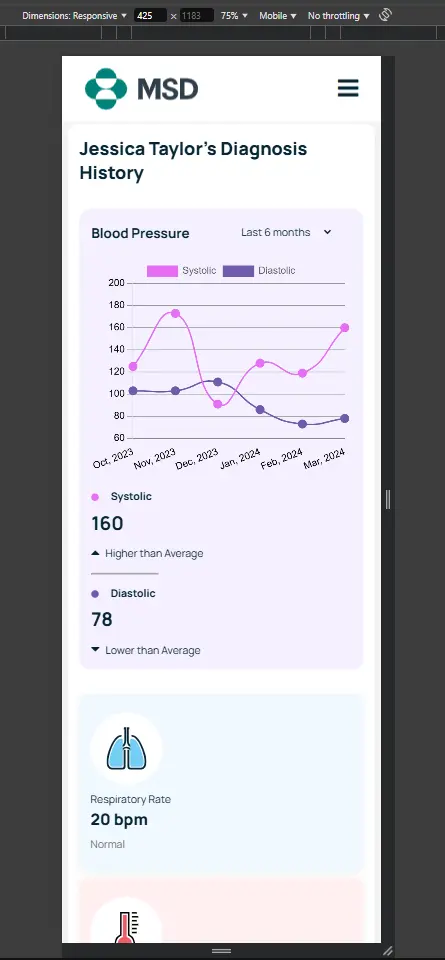 Dimensions: Responsive 425 × 1183 75% Mobile No throttling
MSD
Jessica Taylor's Diagnosis
History
Blood Pressure Last 6 months
Systolic Diastolic
200
180
160
140
120
100
80
60
Oct, 2023 Nov, 2023 Dec, 2023 Jan, 2024 Feb, 2024 Mar, 2024
Systolic
160
Higher than Average
Diastolic
78
Lower than Average
Respiratory Rate
20 bpm
Normal